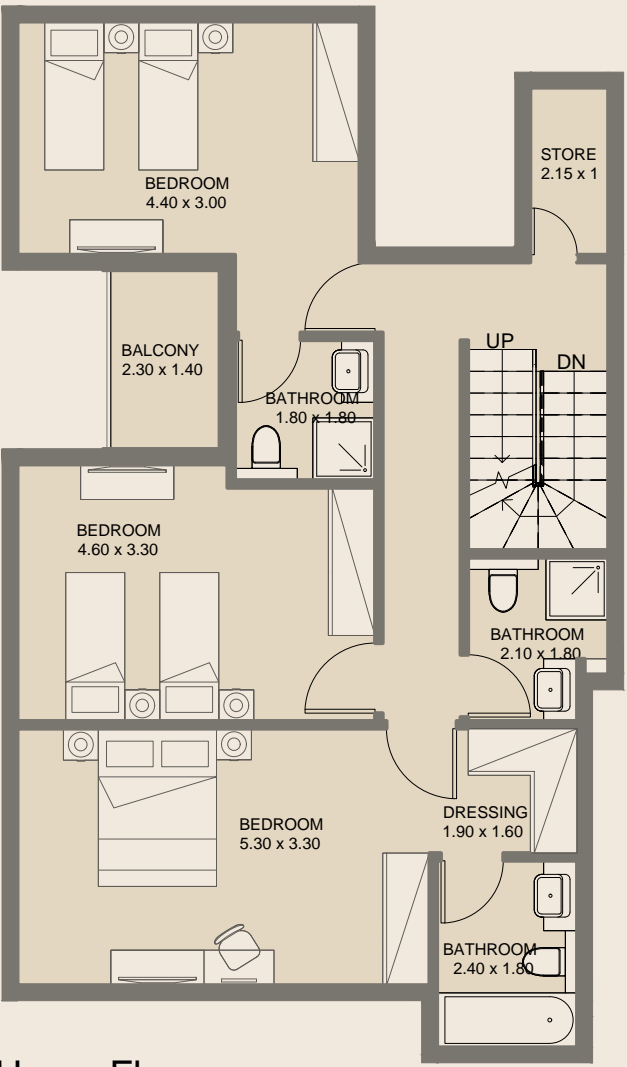 STORE
2.15 x 1
BEDROOM
4.40 x 3.00
UP
DN
BALCONY
2.30 x 1.40
BATHROOM
1.80 x 1.80
BEDROOM
4.60 x 3.30
BATHROOM
2.10 x 1.80
DRESSING
1.90 x 1.60
BEDROOM
5.30 x 3.30
BATHROOM
2.40 x 1.80